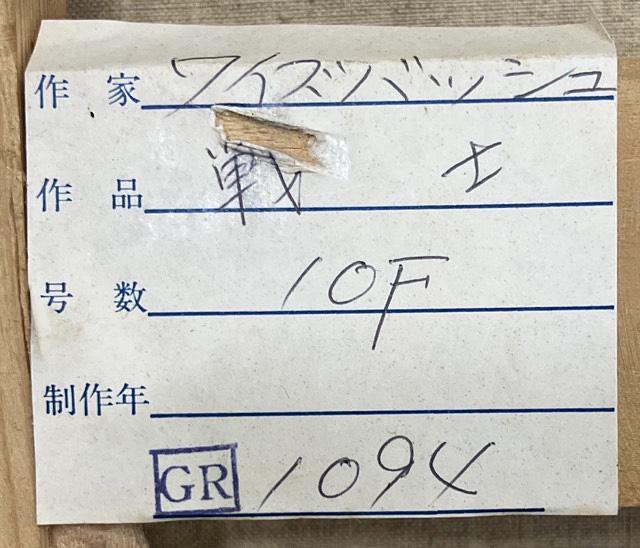 作家 ワイズバッシュ
作品 戦士
号数 10F
制作年
GR 1094